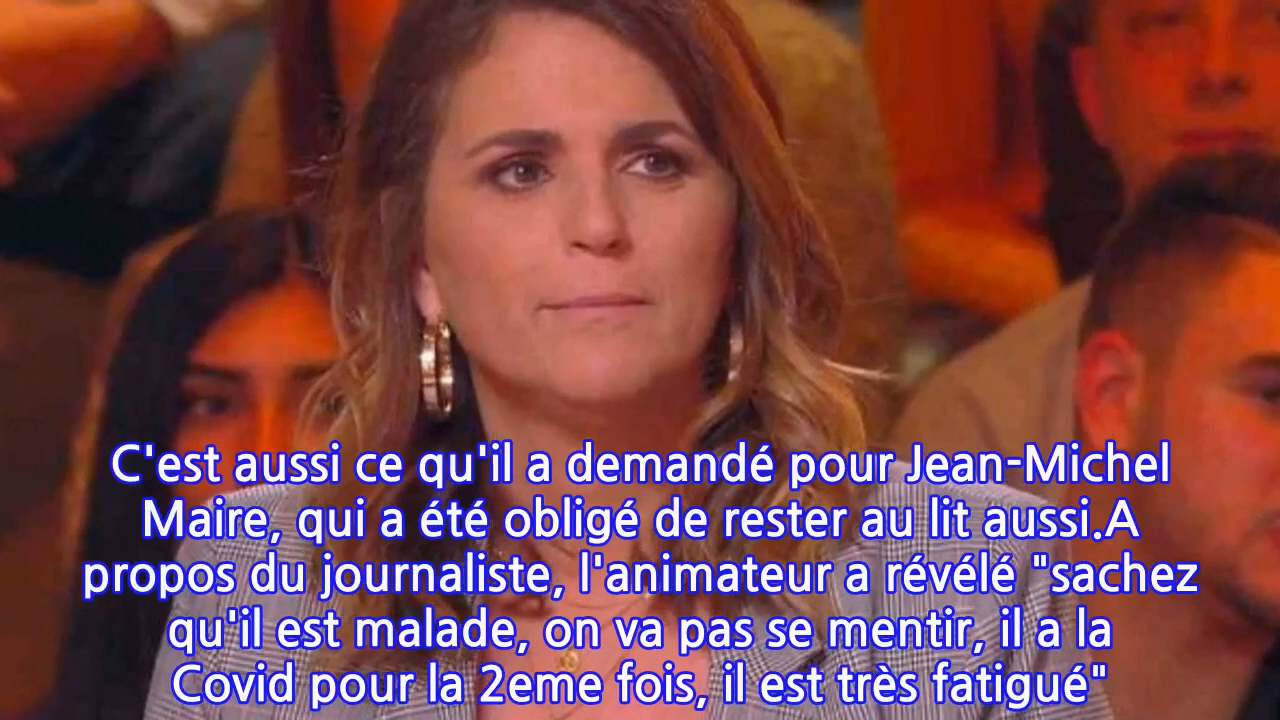 C'est aussi ce qu'il a demandé pour Jean-Michel
Maire, qui a été obligé de rester au lit aussi.A
propos du journaliste, l'animateur a révélé "sachez
qu'il est malade, on va pas se mentir, il a la
Covid pour la 2eme fois, il est très fatigué"